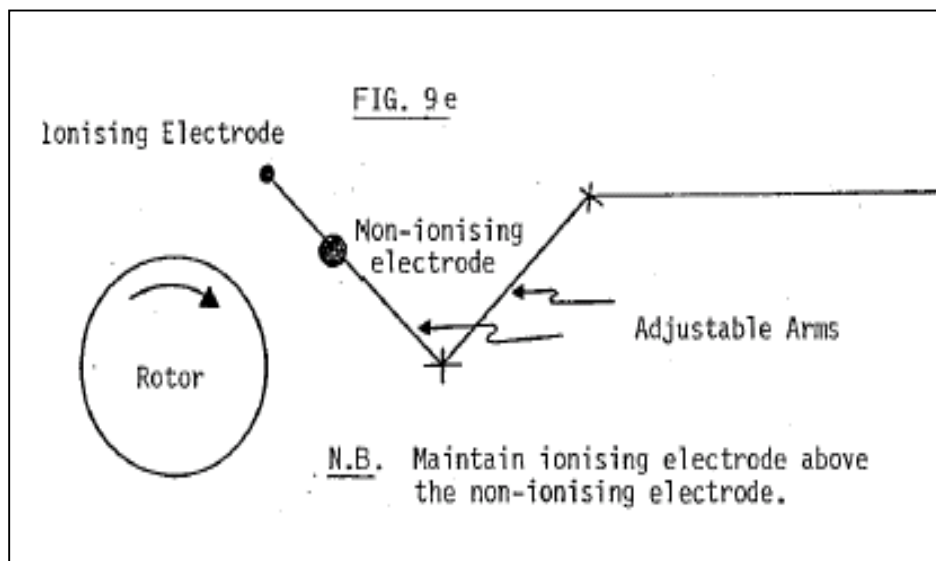 FIG. 9e
Ionising Electrode
Non-ionising
electrode
Adjustable Arms
Rotor
N.B. Maintain ionising electrode above
the non-ionising electrode.